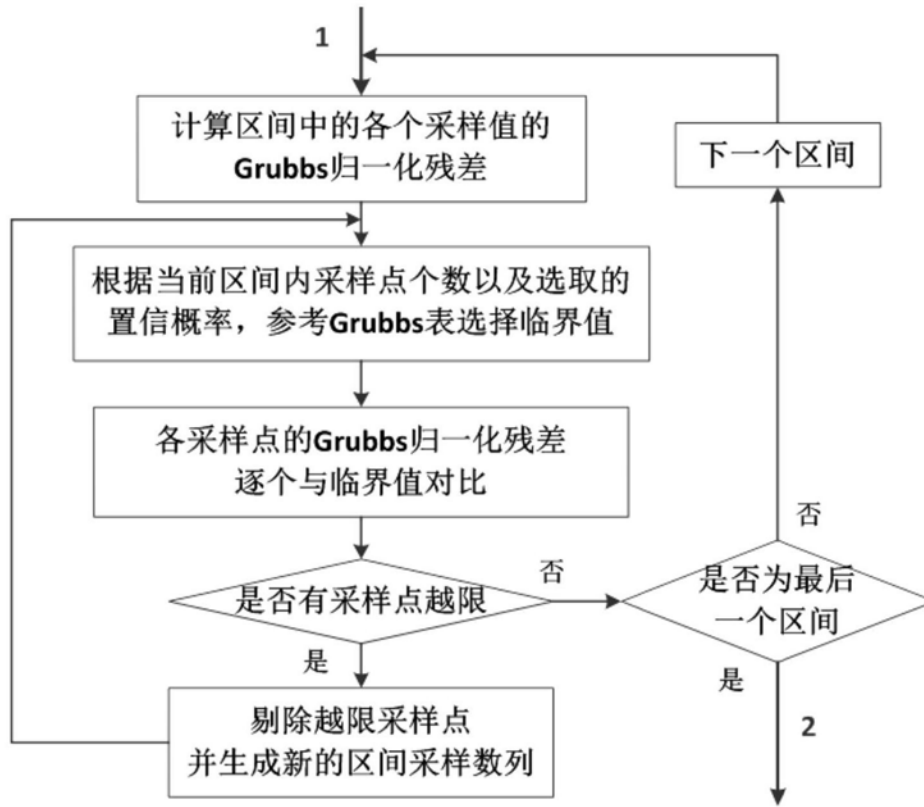 1
计算区间中的各个采样值的
Grubbs归一化残差
下一个区间
根据当前区间内采样点个数以及选取的
置信概率，参考Grubbs表选择临界值
各采样点的Grubbs归一化残差
逐个与临界值对比
是否有采样点越限
否
是否为最后
一个区间
否
是
剔除越限采样点
并生成新的区间采样数列
是
2